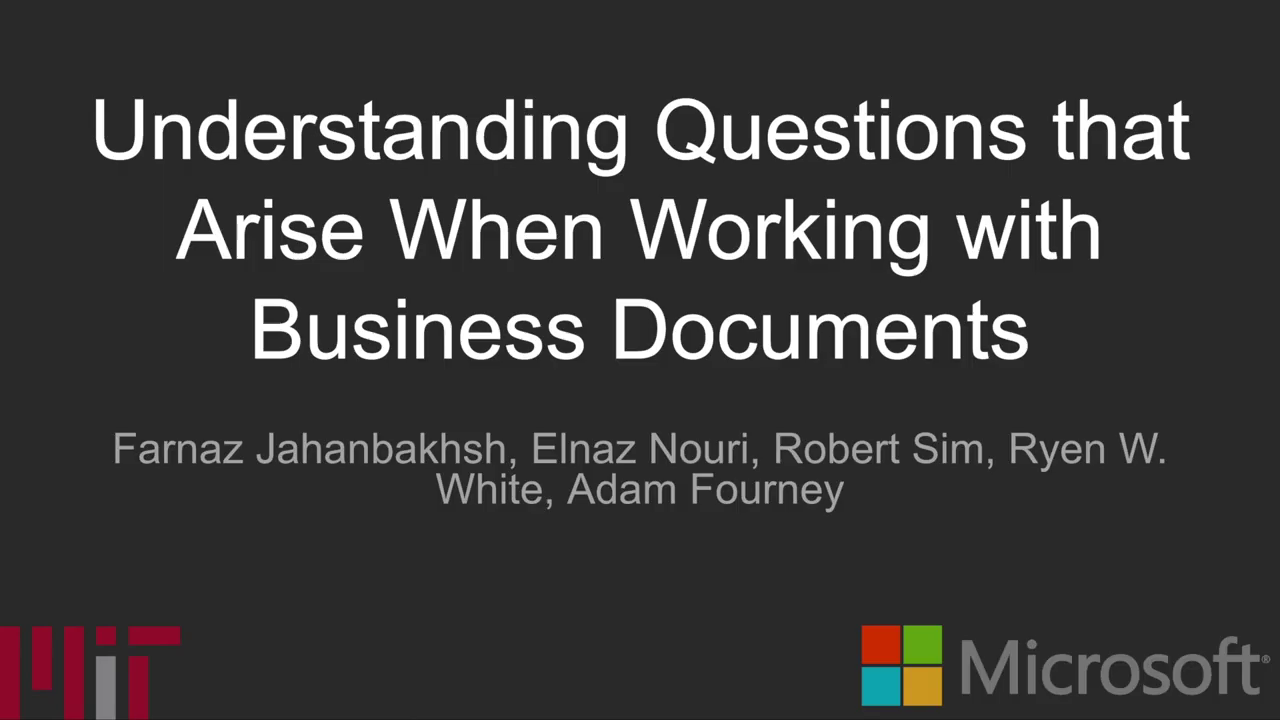 Understanding Questions that
Arise When Working with
Business Documents
Farnaz Jahanbakhsh, Elnaz Nouri, Robert Sim, Ryen W.
White, Adam Fourney
MIT
Microsoft®